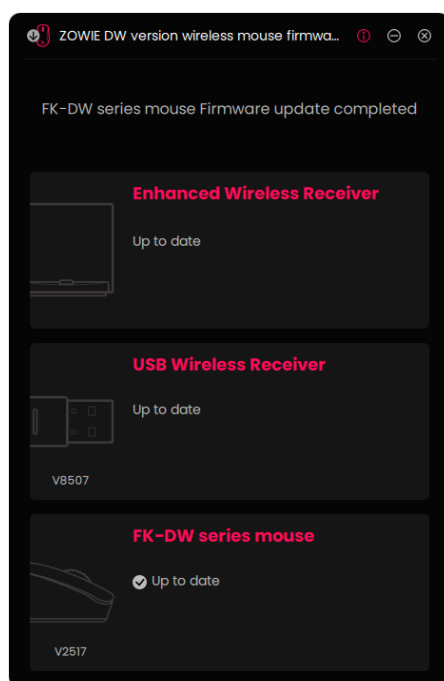 ZOWIE DW version wireless mouse firmwa...
FK-DW series mouse Firmware update completed
Enhanced Wireless Receiver
Up to date
USB Wireless Receiver
Up to date
V8507
FK-DW series mouse
Up to date
V2517